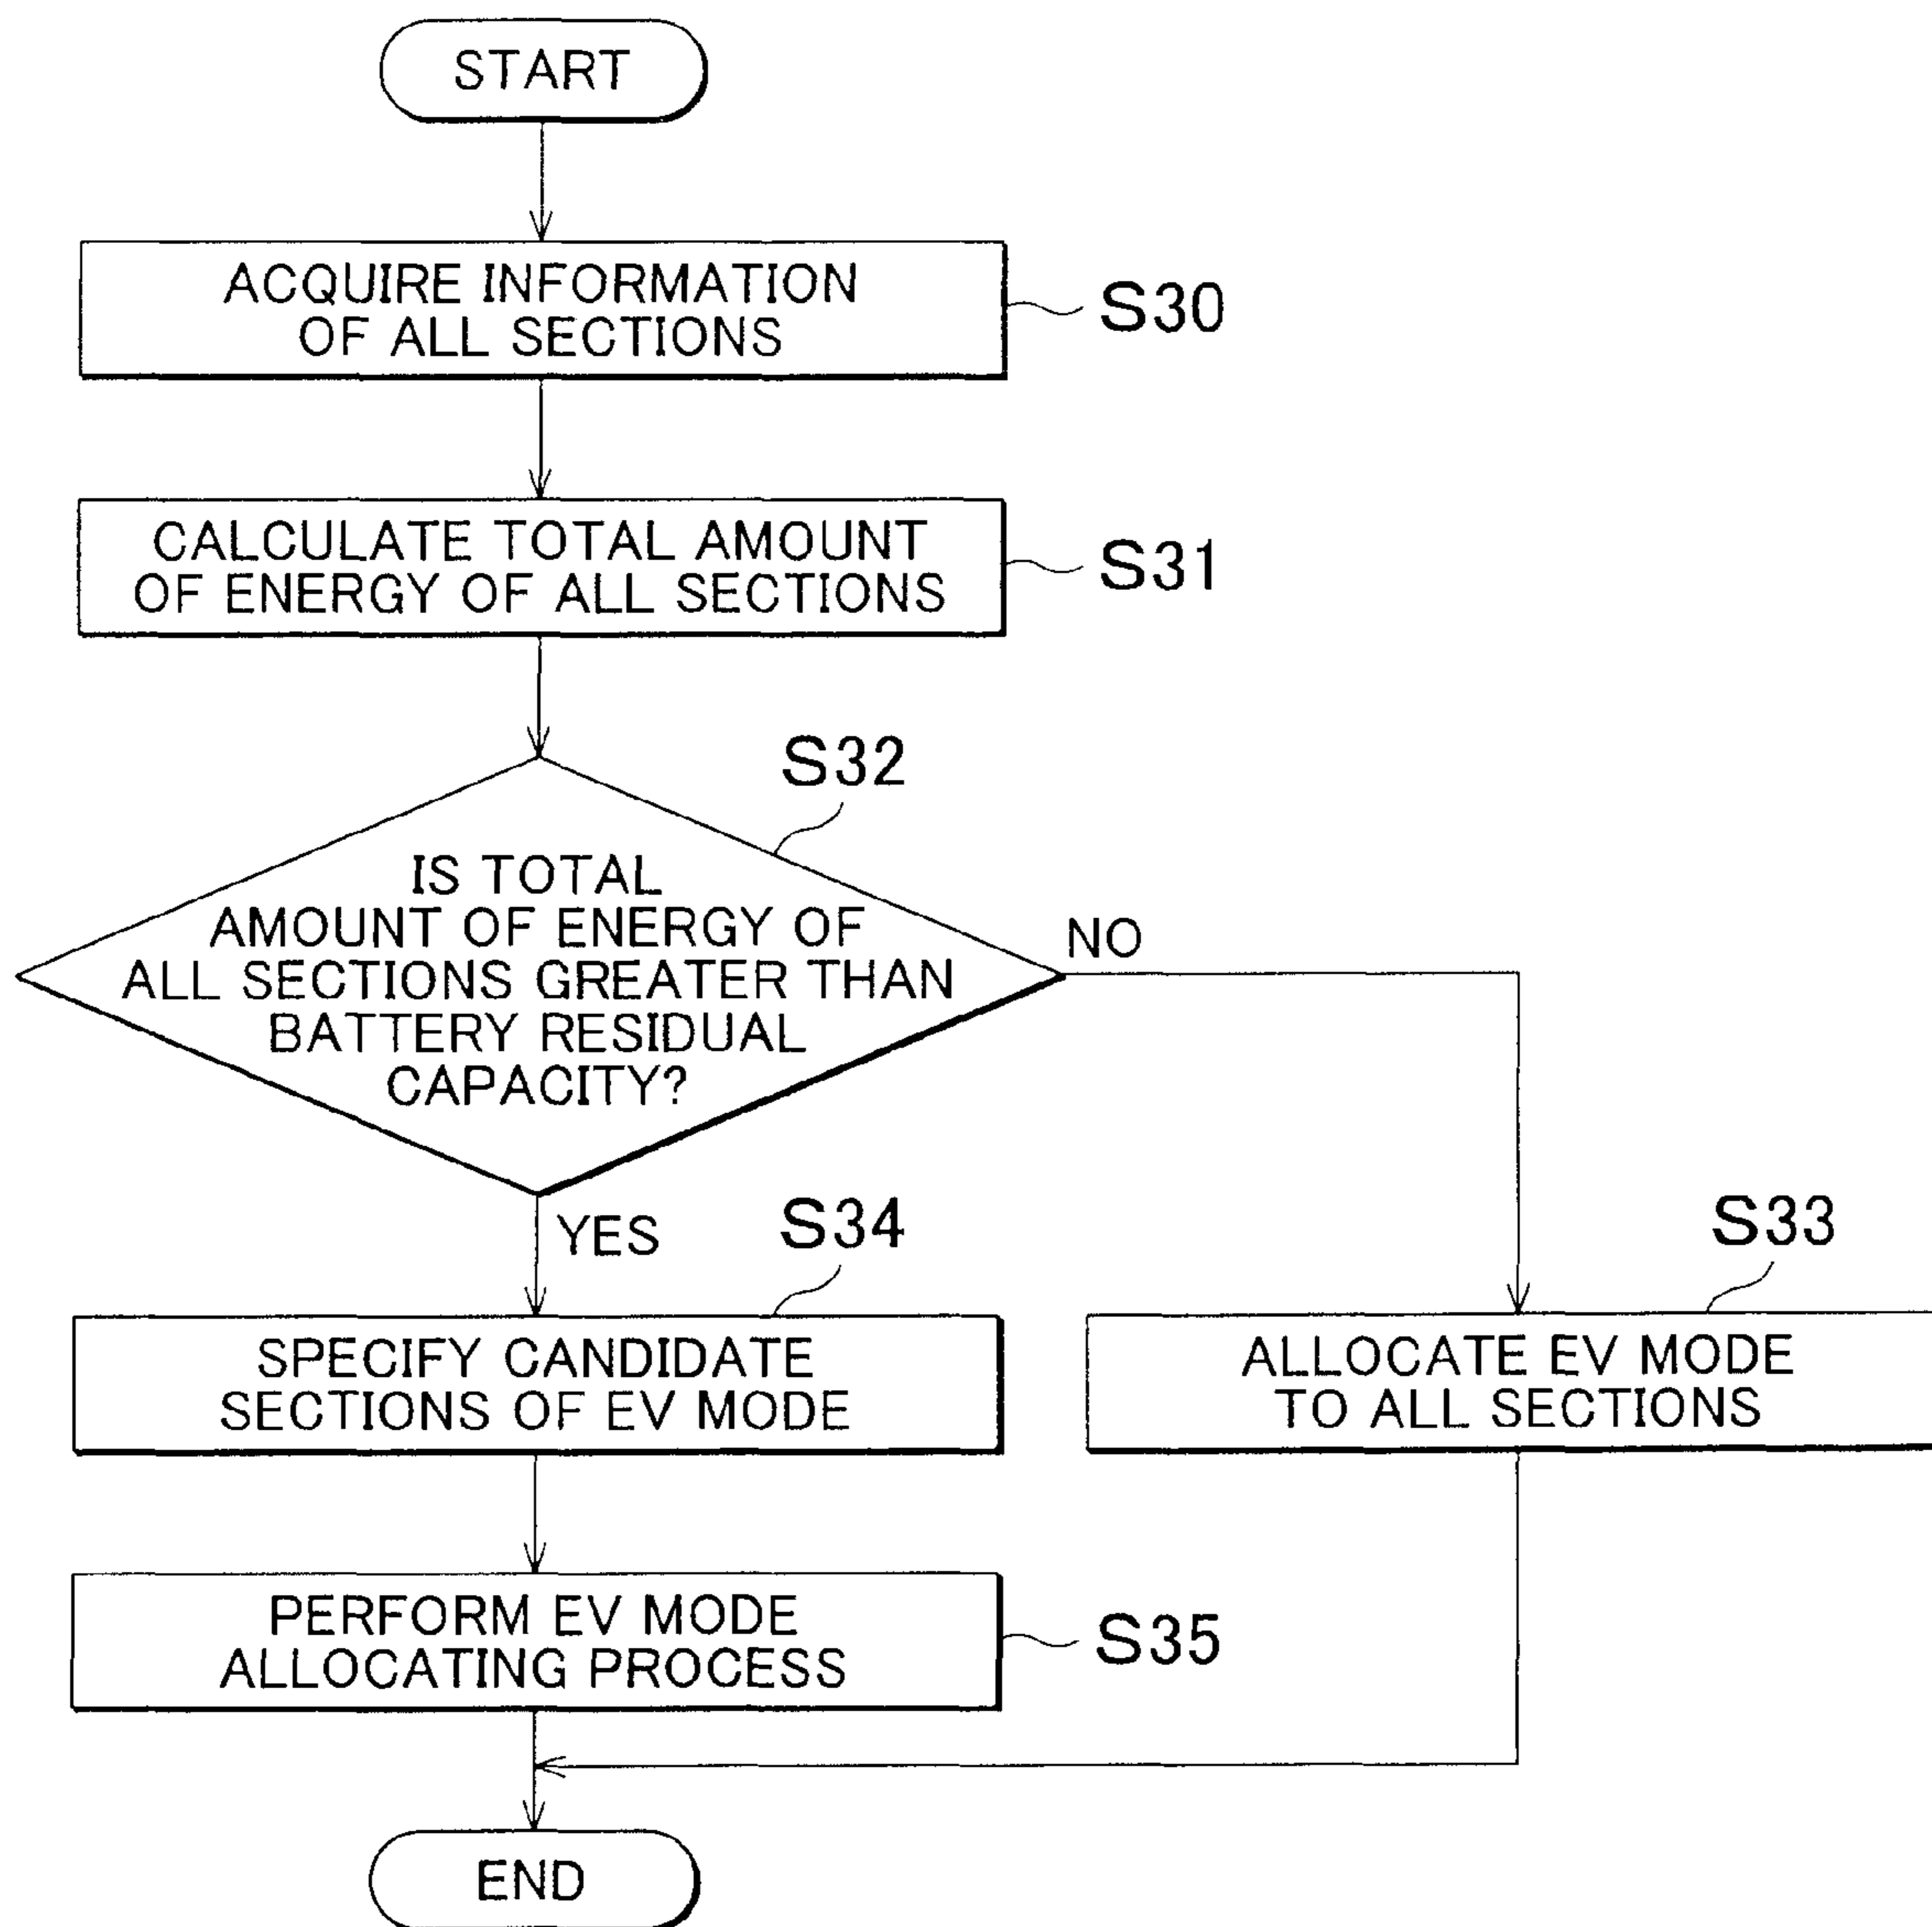 START
ACQUIRE INFORMATION
OF ALL SECTIONS
S30
CALCULATE TOTAL AMOUNT
OF ENERGY OF ALL SECTIONS
S31
S32
IS TOTAL
AMOUNT OF ENERGY OF
ALL SECTIONS GREATER THAN
BATTERY RESIDUAL
CAPACITY?
NO
YES
S34
SPECIFY CANDIDATE
SECTIONS OF EV MODE
S33
ALLOCATE EV MODE
TO ALL SECTIONS
PERFORM EV MODE
ALLOCATING PROCESS
S35
END